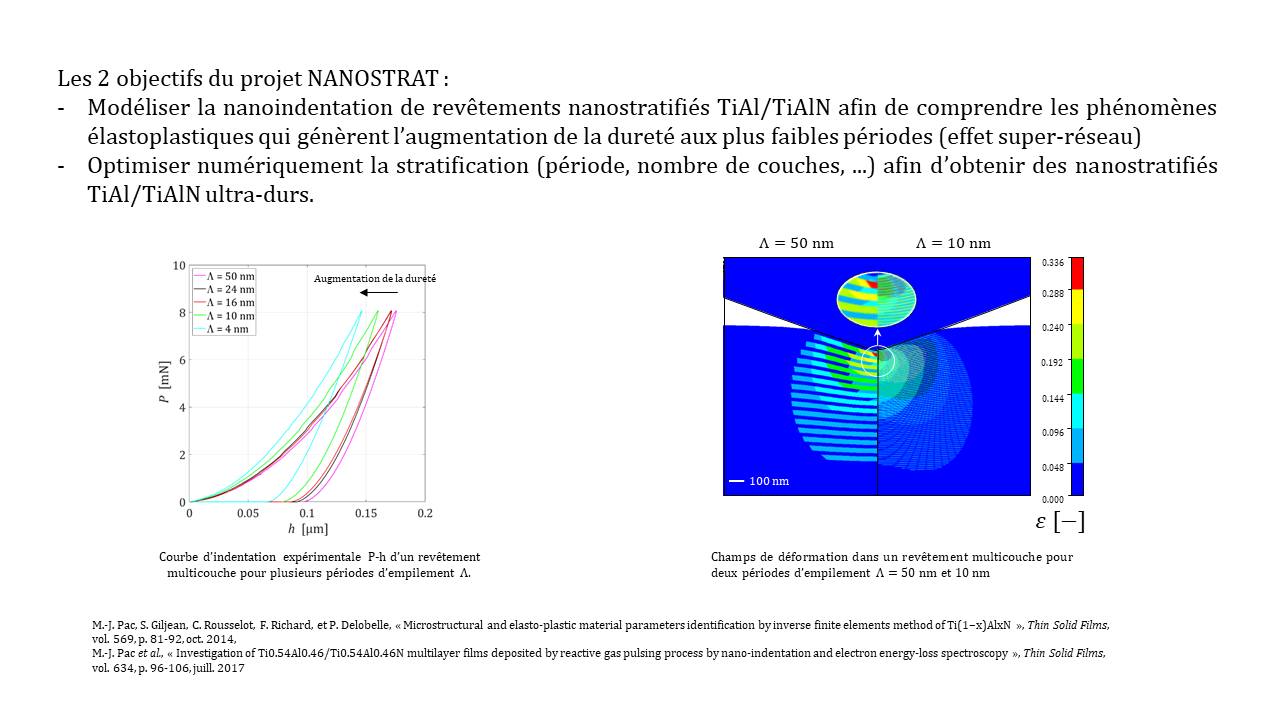 Les 2 objectifs du projet NANOSTRAT :
- Modéliser la nanoindentation de revêtements nanostratifiés TiAl/TiAlN afin de comprendre les phénomènes
élastoplastiques qui génèrent l'augmentation de la dureté aux plus faibles périodes (effet super-réseau)
- Optimiser numériquement la stratification (période, nombre de couches, ...) afin d'obtenir des nanostratifiés
TiAl/TiAlN ultra-durs.
10
8
6
4
2
0
P [mN]
Λ = 50 nm
Λ = 24 nm
Λ = 16 nm
Λ = 10 nm
Λ = 4 nm
Augmentation de la dureté
0 0.05 0.1 0.15 0.2
h [μm]
Courbe d'indentation expérimentale P-h d'un revêtement
multicouche pour plusieurs périodes d'empilement Λ.
Λ = 50 nm Λ = 10 nm
100 nm
0.336
0.288
0.240
0.192
0.144
0.096
0.048
0.000
ε [−]
Champs de déformation dans un revêtement multicouche pour
deux périodes d'empilement Λ = 50 nm et 10 nm
M.-J. Pac, S. Giljean, C. Rousselot, F. Richard, et P. Delobelle, « Microstructural and elasto-plastic material parameters identification by inverse finite elements method of Ti(1−x)AlxN », Thin Solid Films,
vol. 569, p. 81-92, oct. 2014,
M.-J. Pac et al., « Investigation of Ti0.54Al0.46/Ti0.54Al0.46N multilayer films deposited by reactive gas pulsing process by nano-indentation and electron energy-loss spectroscopy », Thin Solid Films,
vol. 634, p. 96-106, juill. 2017